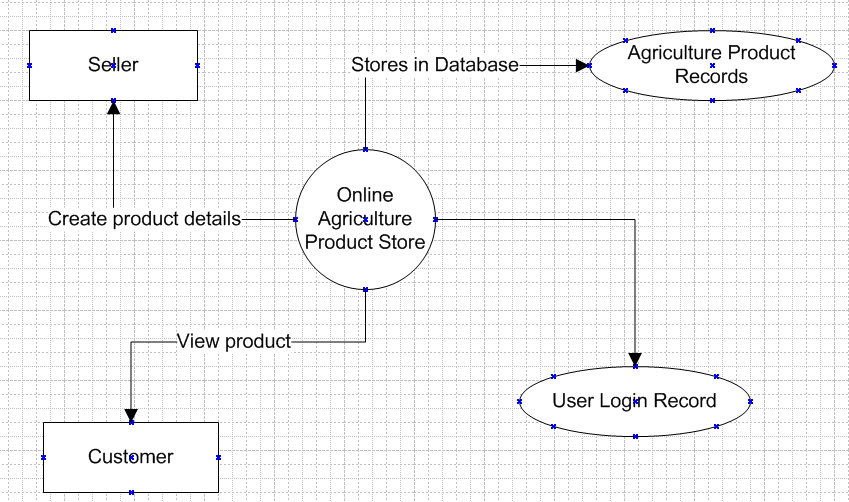 Seller
Stores in Database
Agriculture Product
Records
Online
Agriculture
Product Store
Create product details
View product
User Login Record
Customer